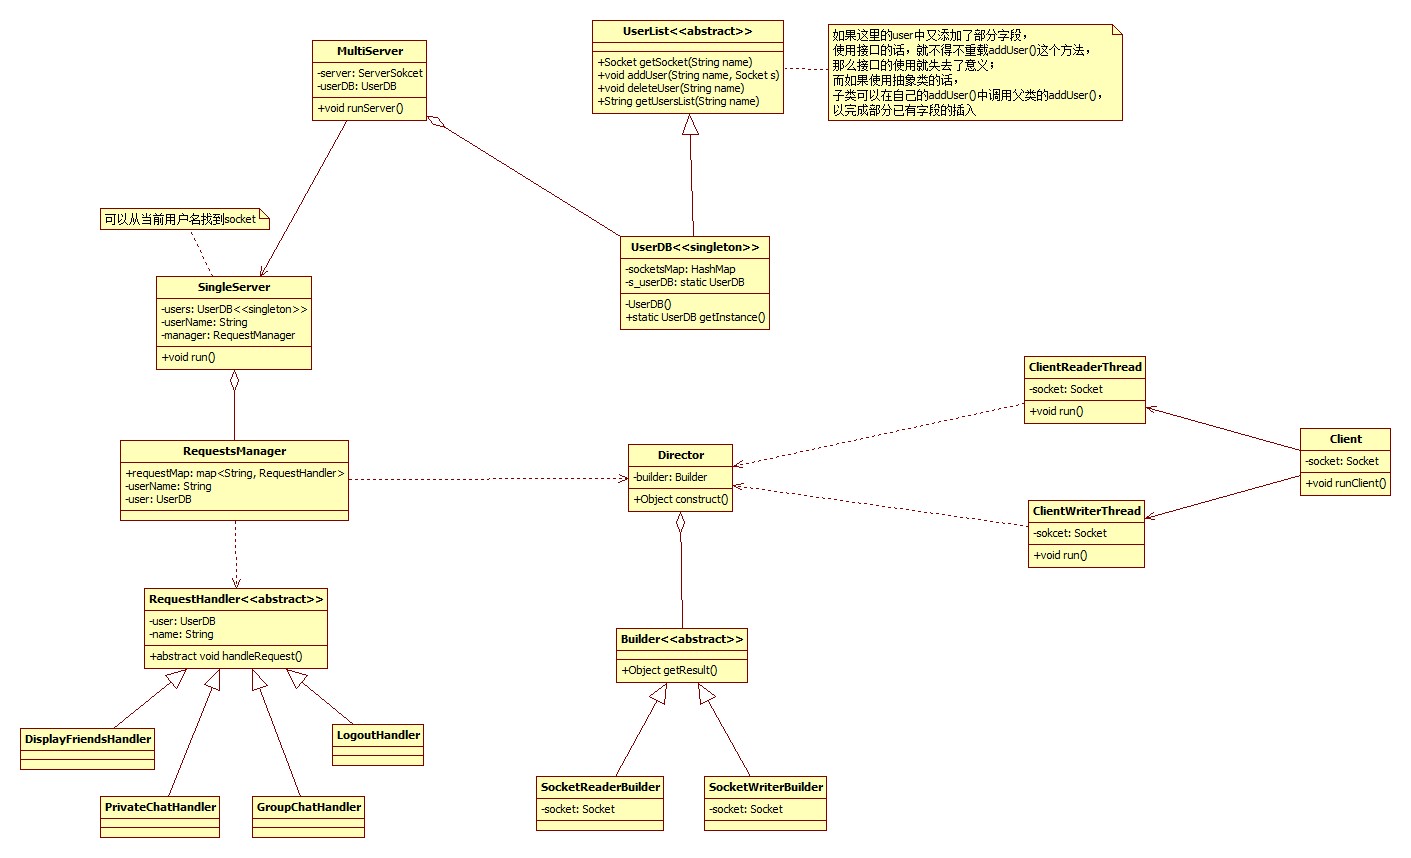 MultiServer
-server: ServerSokcet
-userDB: UserDB
+void runServer()
UserList<<abstract>>
+Socket getSocket(String name)
+void addUser(String name, Socket s)
+void deleteUser(String name)
+String getUsersList(String name)
如果这里的user中又添加了部分字段，
使用接口的话，就不得不重载addUser()这个方法，
那么接口的使用就失去了意义；
而如果使用抽象类的话，
子类可以在自己的addUser()中调用父类的addUser()，
以完成部分已有字段的插入
可以从当前用户名找到socket
SingleServer
-users: UserDB<<singleton>>
-userName: String
-manager: RequestManager
+void run()
UserDB<<singleton>>
-socketsMap: HashMap
-s_userDB: static UserDB
-UserDB()
+static UserDB getInstance()
RequestsManager
+requestMap: map<String, RequestHandler>
-userName: String
-user: UserDB
Director
-builder: Builder
+Object construct()
ClientReaderThread
-socket: Socket
+void run()
Client
-socket: Socket
+void runClient()
ClientWriterThread
-sokcet: Socket
+void run()
RequestHandler<<abstract>>
-user: UserDB
-name: String
+abstract void handleRequest()
Builder<<abstract>>
+Object getResult()
DisplayFriendsHandler
LogoutHandler
PrivateChatHandler
GroupChatHandler
SocketReaderBuilder
-socket: Socket
SocketWriterBuilder
-socket: Socket